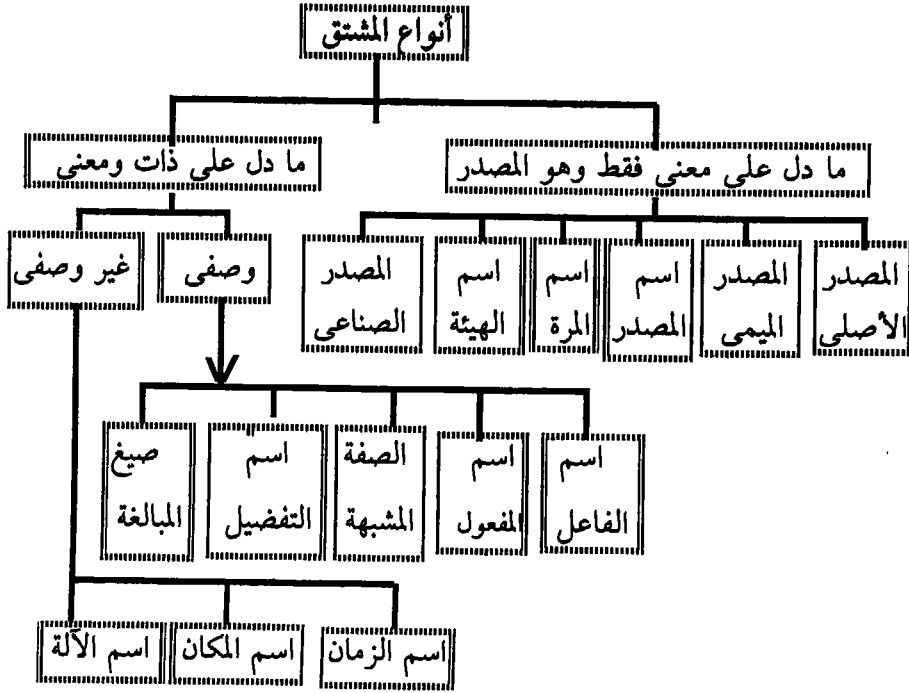 أنواع المشتق
ما دل على معنى فقط وهو المصدر
ما دل على ذات ومعنى
المصدر
الأصلى
المصدر
الميمى
اسم
المصدر
اسم
المرة
اسم
الهيئة
المصدر
الصناعى
وصفى
غير وصفى
اسم
الفاعل
اسم
المفعول
الصفة
المشبهة
اسم
التفضيل
صيغ
المبالغة
اسم الزمان
اسم المكان
اسم الآلة